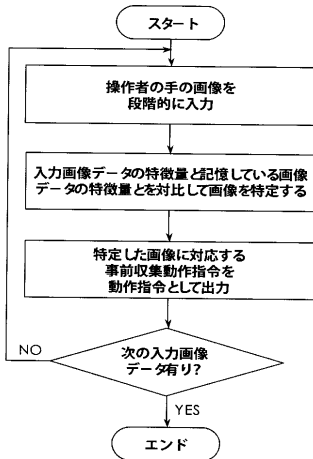 スタート
操作者の手の画像を
段階的に入力
入力画像データの特徴量と記憶している画像
データの特徴量とを対比して画像を特定する
特定した画像に対応する
事前収集動作指令を
動作指令として出力
次の入力画像
データ有り?
NO
YES
エンド